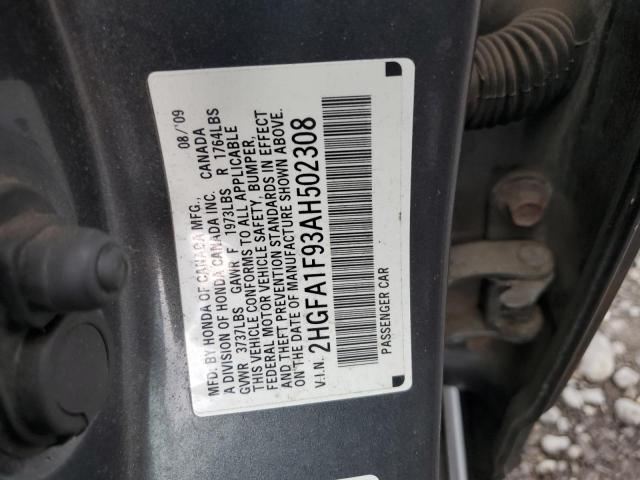 MFD. BY HONDA OF CANADA MFG., 08/'09
A DIVISION OF HONDA CANADA INC. CANADA
GVWR 3737LBS GAWR F 1973LBS R 1764LBS
THIS VEHICLE CONFORMS TO ALL APPLICABLE
FEDERAL MOTOR VEHICLE SAFETY, BUMPER,
AND THEFT PREVENTION STANDARDS IN EFFECT
ON THE DATE OF MANUFACTURE SHOWN ABOVE.
V.I.N. 2HGFA1F93AH502308
PASSENGER CAR